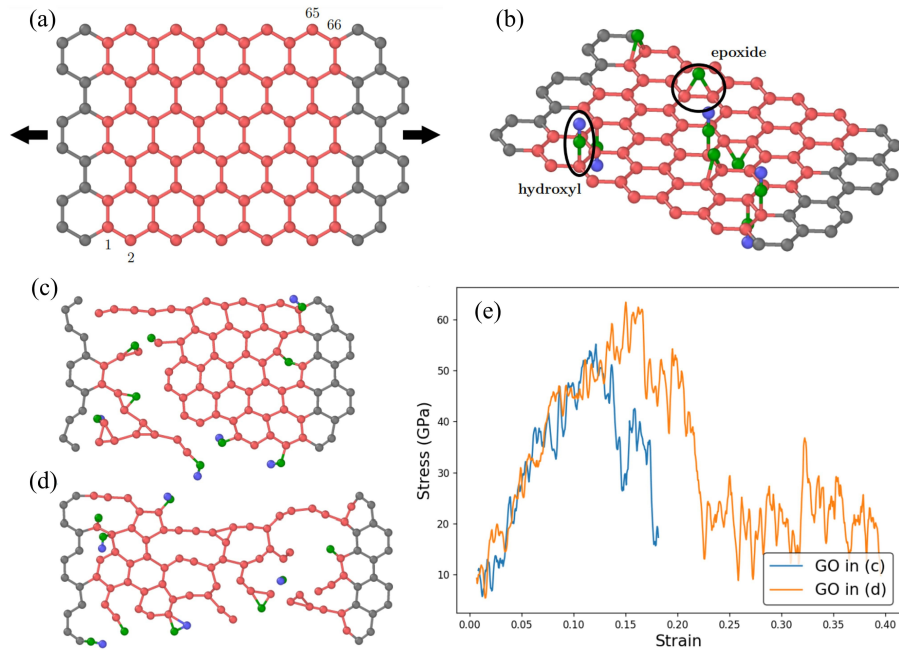 (a)
65
66
1
2
(b)
epoxide
hydroxyl
(c)
(d)
(e)
Stress (GPa)
60
50
40
30
20
10
0.00 0.05 0.10 0.15 0.20 0.25 0.30 0.35 0.40
Strain
GO in (c)
GO in (d)